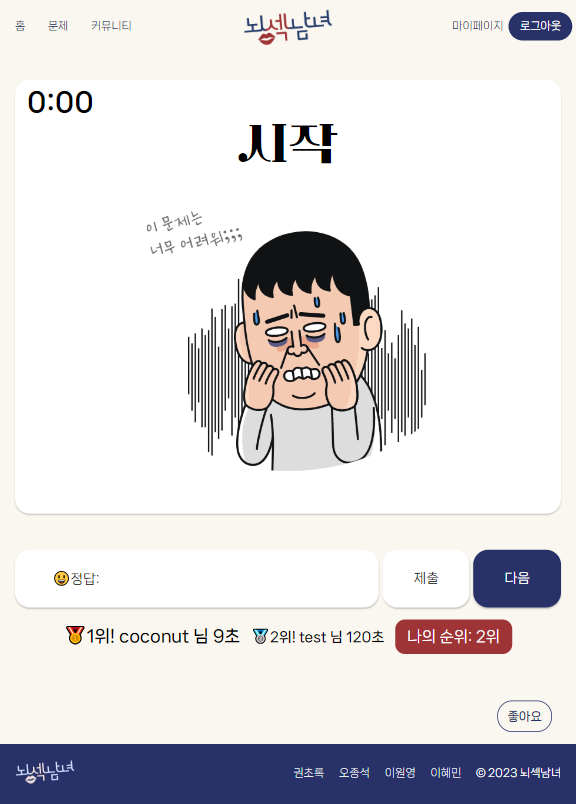 홈 문제 커뮤니티 뇌섹남녀 마이페이지 로그아웃
0:00
시작
이 문제는
너무 어려워;;;
😀정답: 제출 다음
🥇1위! coconut 님 9초 🥈2위! test 님 120초 나의 순위: 2위
좋아요
뇌섹남녀 권초록 오종석 이원영 이혜민 © 2023 뇌섹남녀